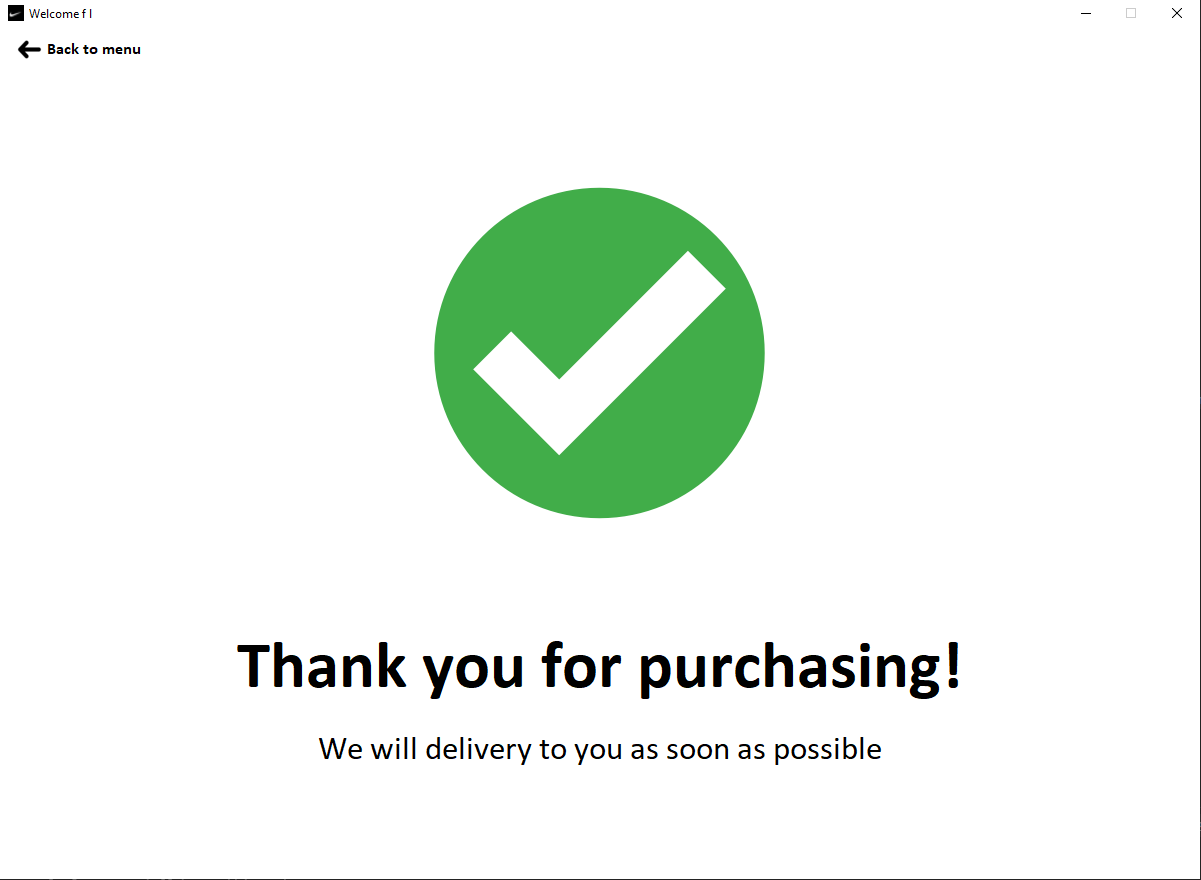 Welcome f l
Back to menu
Thank you for purchasing!
We will delivery to you as soon as possible